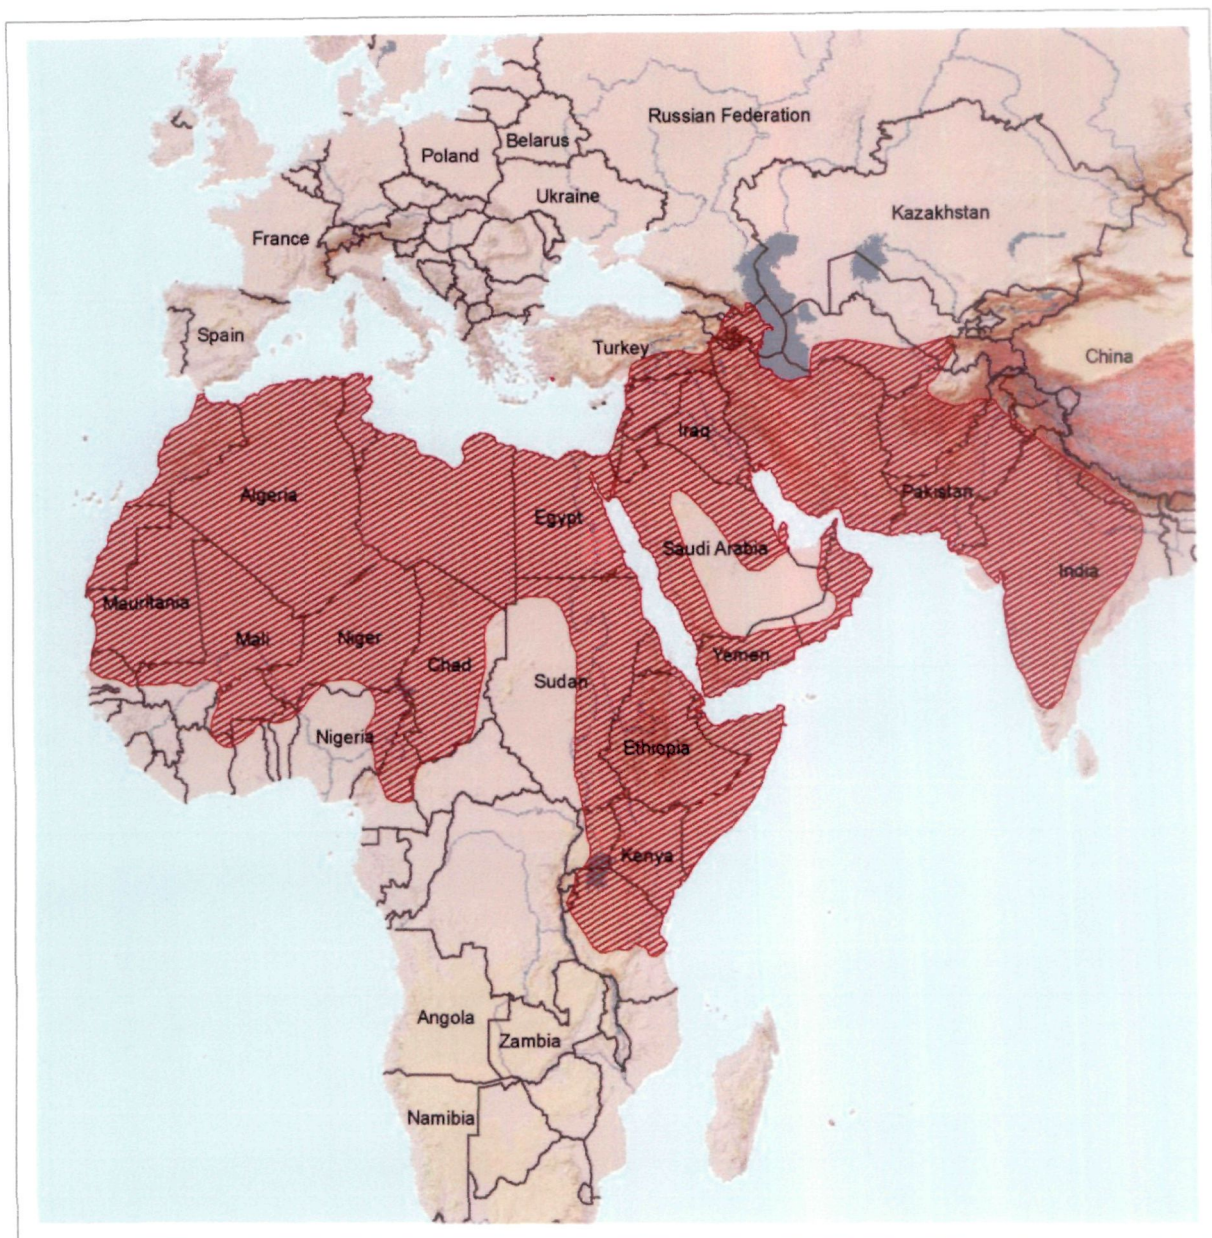 Russian Federation
Belarus
Poland
Ukraine
Kazakhstan
France
Spain
Turkey
China
Iraq
Algeria
Pakistan
Egypt
Saudi Arabia
India
Mauritania
Mali
Niger
Yemen
Chad
Sudan
Nigeria
Ethiopia
Kenya
Angola
Zambia
Namibia